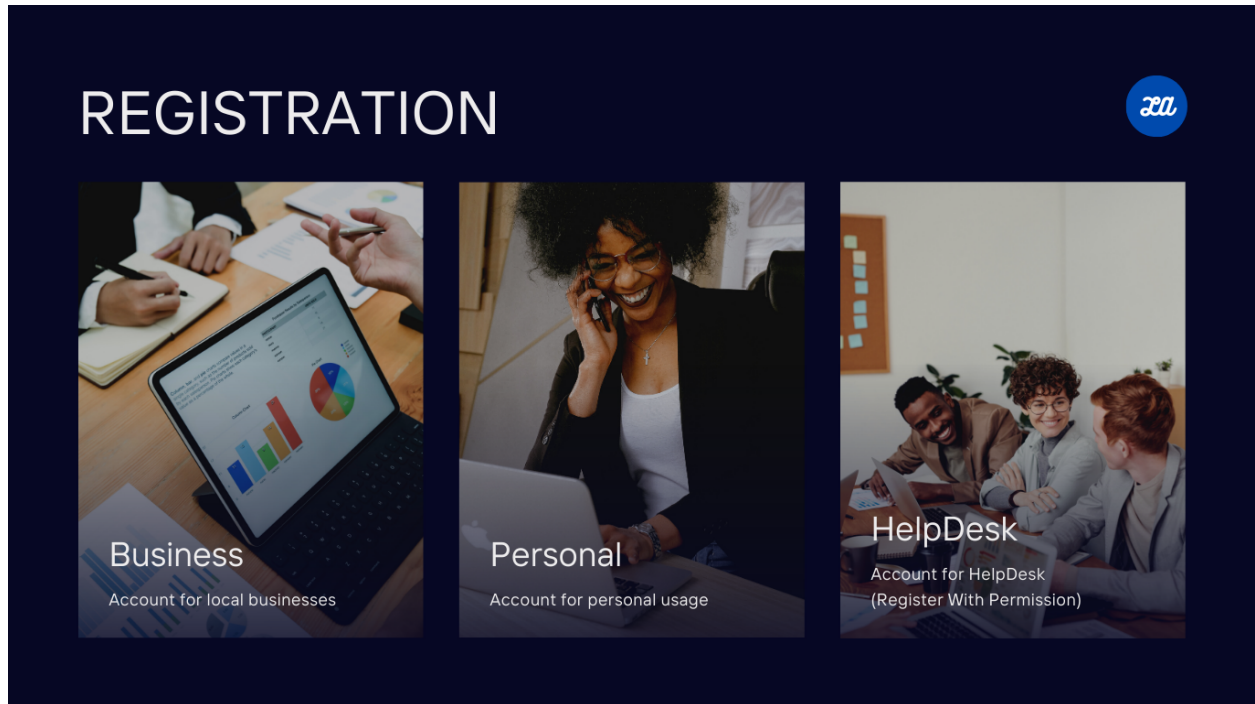 REGISTRATION
Business
Account for local businesses
Personal
Account for personal usage
HelpDesk
Account for HelpDesk
(Register With Permission)